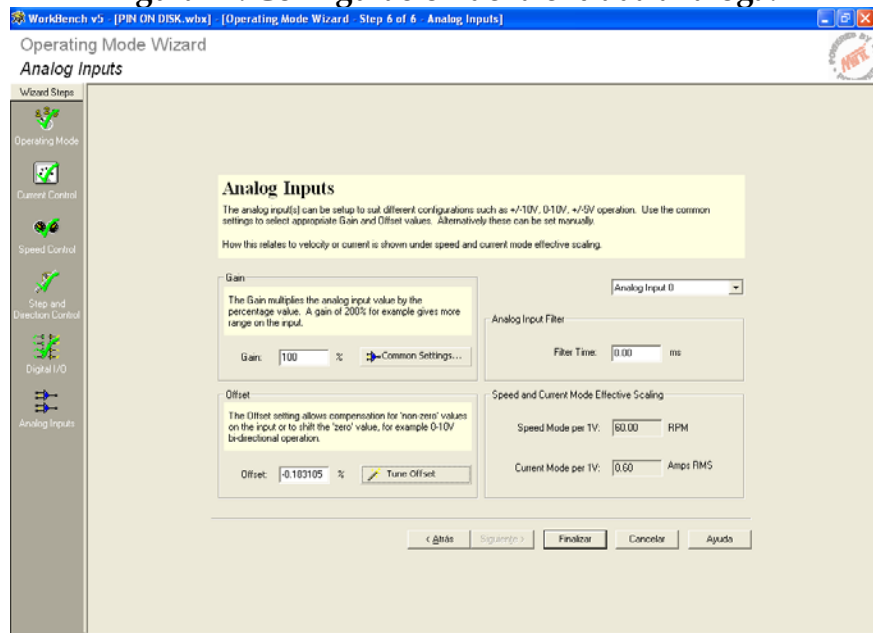 WorkBench v5 - [PIN ON DISK.wbx] - [Operating Mode Wizard - Step 6 of 6 - Analog Inputs]
Operating Mode Wizard
Analog Inputs
Wizard Steps
Operating Mode
Current Control
Speed Control
Step and
Direction Control
Digital I/O
Analog Inputs
Analog Inputs
The analog input(s) can be setup to suit different configurations such as +/-10V, 0-10V, +/-5V operation. Use the common
settings to select appropriate Gain and Offset values. Alternatively these can be set manually.
How this relates to velocity or current is shown under speed and current mode effective scaling.
Gain
The Gain multiplies the analog input value by the
percentage value. A gain of 200% for example gives more
range on the input.
Gain: 100 % Common Settings...
Offset
The Offset setting allows compensation for 'non-zero' values
on the input or to shift the 'zero' value, for example 0-10V
bi-directional operation.
Offset: -0.183105 % Tune Offset
Analog Input 0
Analog Input Filter
Filter Time: 0.00 ms
Speed and Current Mode Effective Scaling
Speed Mode per 1V: 60.00 RPM
Current Mode per 1V: 0.60 Amps RMS
< Atrás Siguiente > Finalizar Cancelar Ayuda